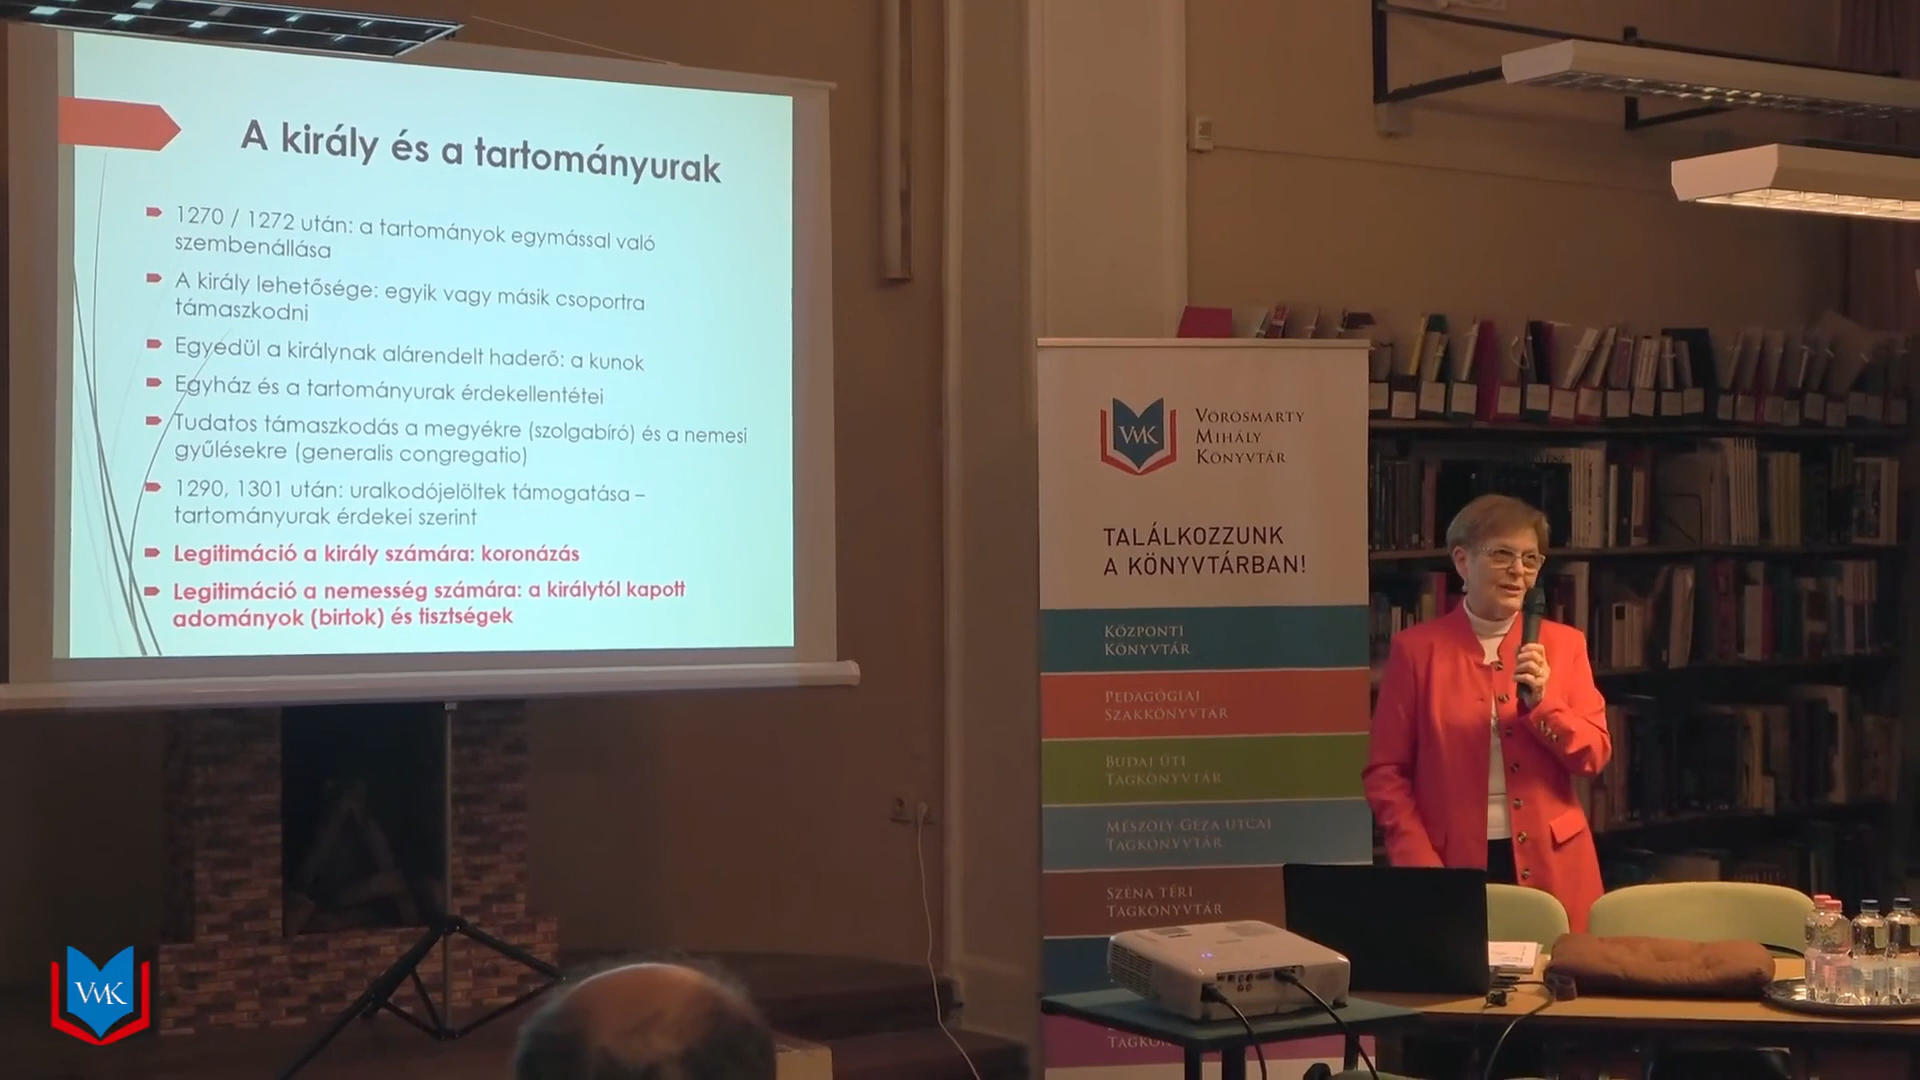 A király és a tartományurak
1270 / 1272 után: a tartományok egymással való
szembenállása
A király lehetősége: egyik vagy másik csoportra
támaszkodni
Egyedül a királynak alárendelt haderő: a kunok
Egyház és a tartományurak érdekellentétei
Tudatos támaszkodás a megyékre (szolgabíró) és a nemesi
gyűlésekre (generalis congregatio)
1290, 1301 után: uralkodójelöltek támogatása –
tartományurak érdekei szerint
Legitimáció a király számára: koronázás
Legitimáció a nemesség számára: a királytól kapott
adományok (birtok) és tisztségek
VMK
VÖRÖSMARTY
MIHÁLY
KÖNYVTÁR
TALÁLKOZZUNK
A KÖNYVTÁRBAN!
KÖZPONTI
KÖNYVTÁR
PEDAGÓGIAI
SZAKKÖNYVTÁR
BUDAI ÚTI
TAGKÖNYVTÁR
MÉSZÖLY GÉZA UTCAI
TAGKÖNYVTÁR
SZÉNA TÉRI
TAGKÖNYVTÁR
VMK